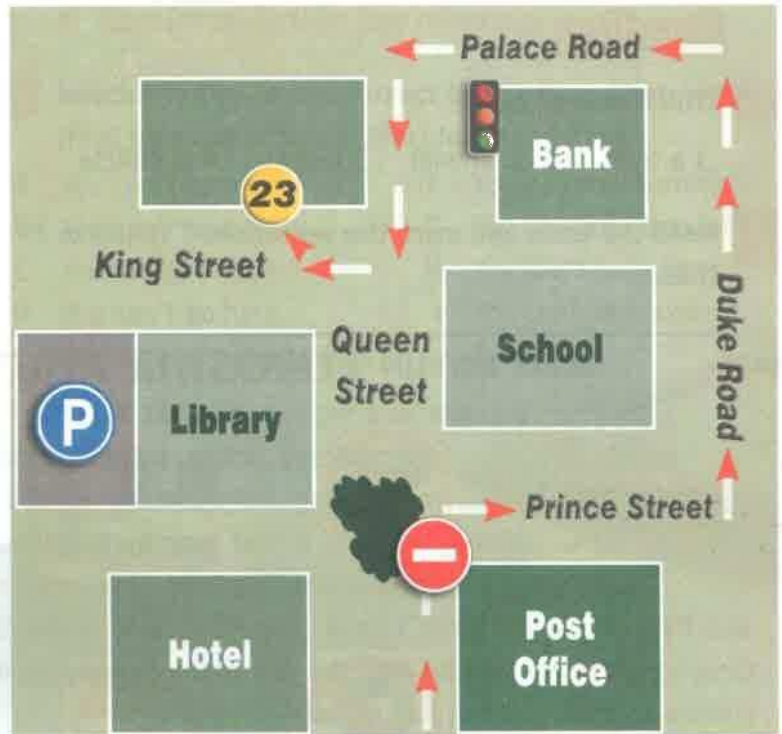 Palace Road
Bank
23
King Street
Queen
Street
School
Duke Road
P
Library
Prince Street
Hotel
Post
Office